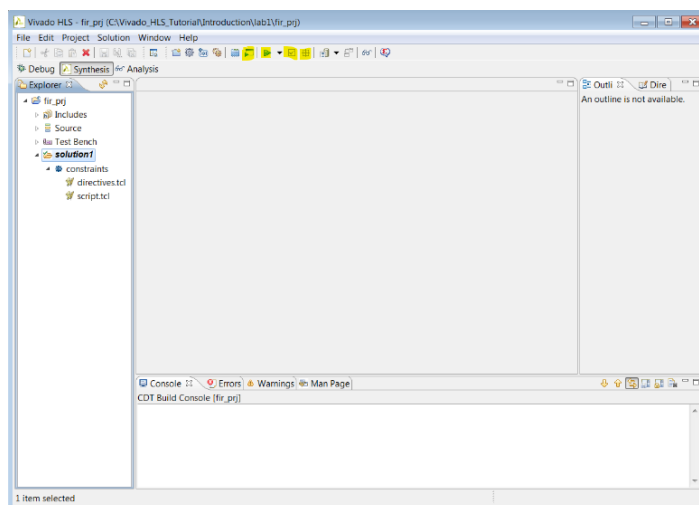 Vivado HLS - fir_prj (C:\Vivado_HLS_Tutorial\Introduction\lab1\fir_prj)
File Edit Project Solution Window Help
Debug Synthesis Analysis
Explorer
fir_prj
Includes
Source
Test Bench
solution1
constraints
directives.tcl
script.tcl
Outli Dire
An outline is not available.
Console Errors Warnings Man Page
CDT Build Console [fir_prj]
1 item selected